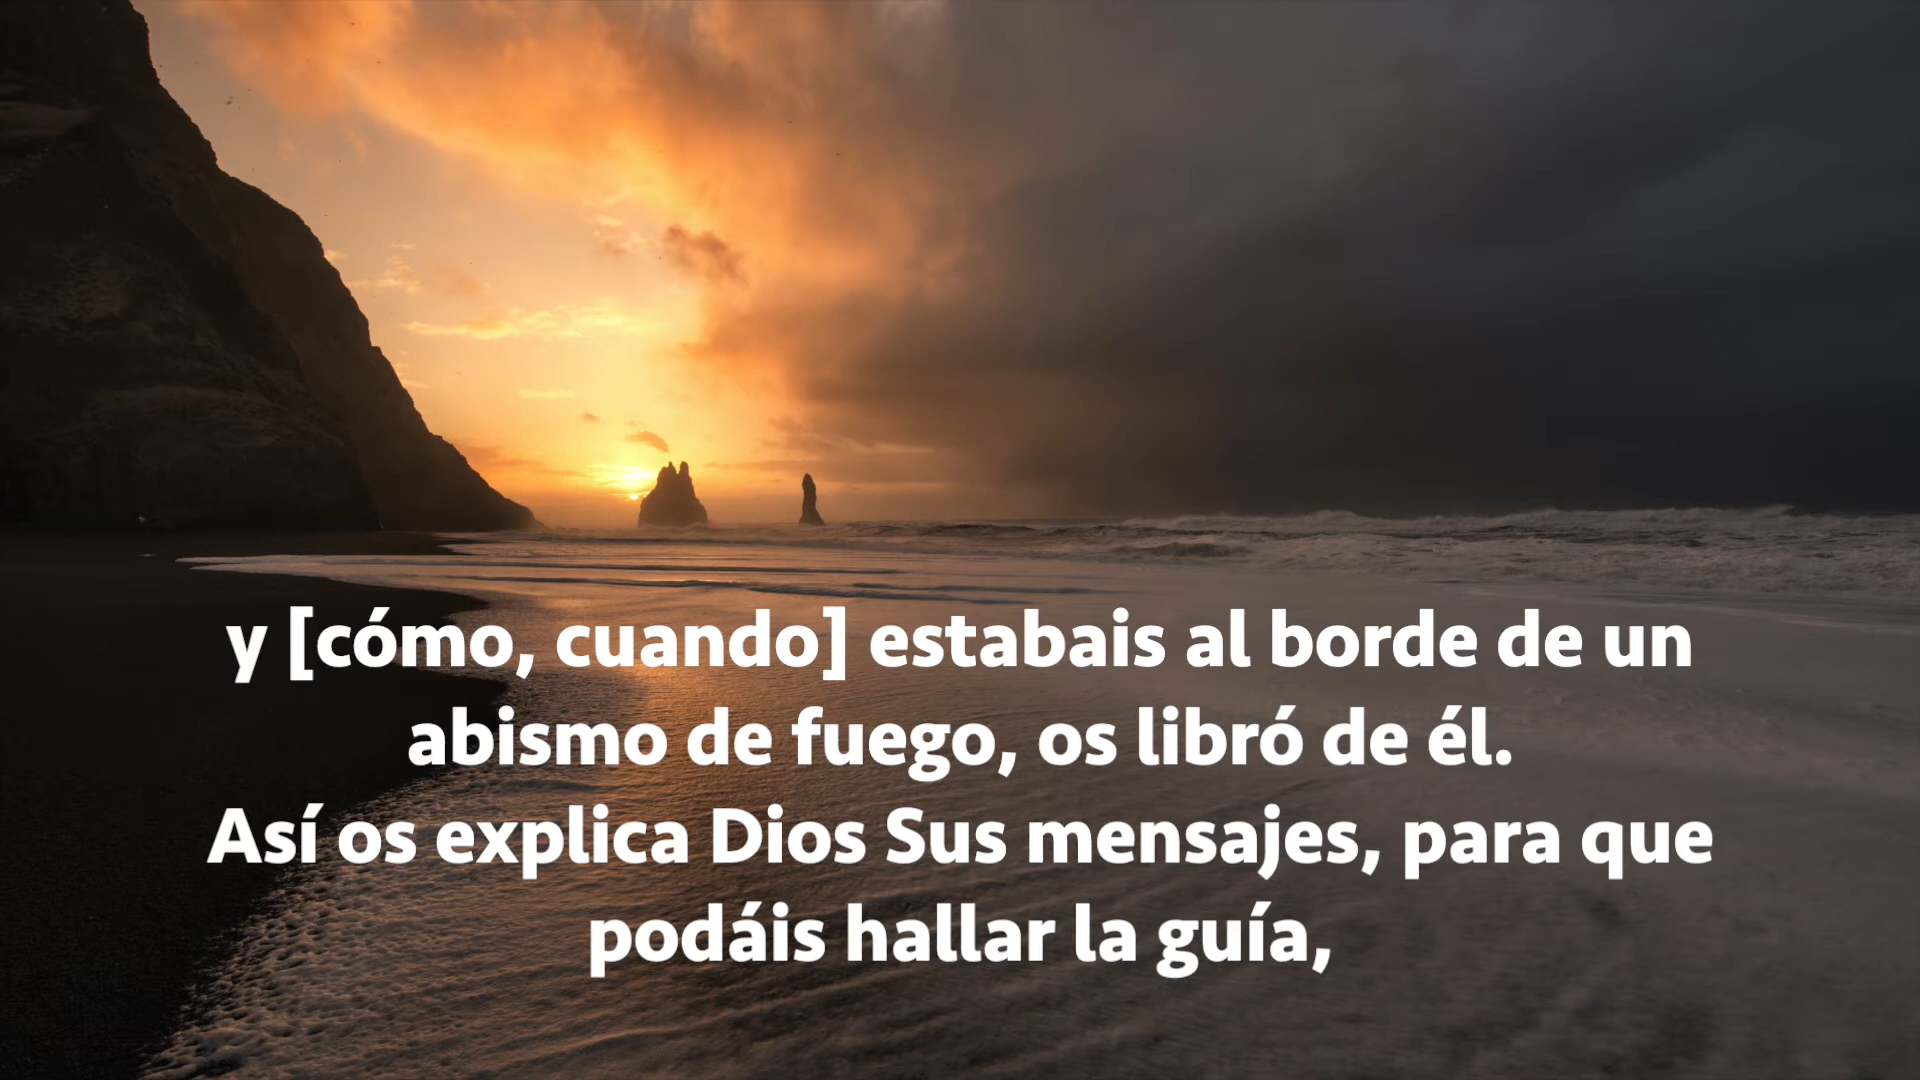 y [cómo, cuando] estabais al borde de un
abismo de fuego, os libró de él.
Así os explica Dios Sus mensajes, para que
podáis hallar la guía,